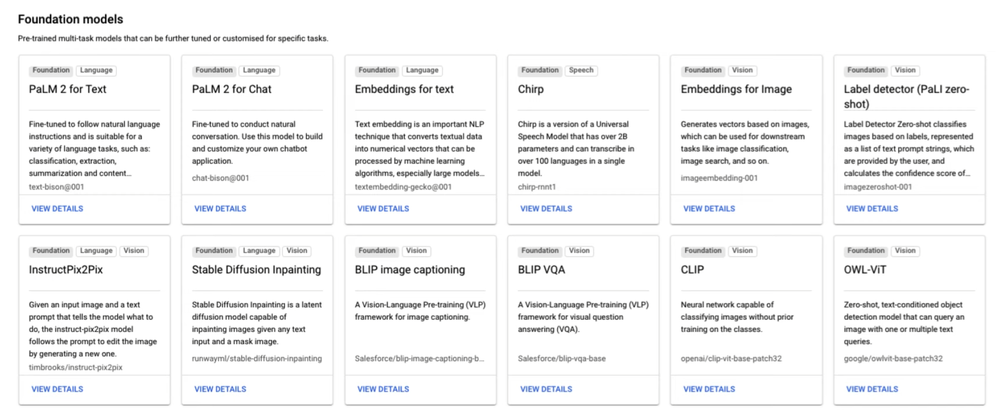 Foundation models
Pre-trained multi-task models that can be further tuned or customised for specific tasks.
Foundation Language
PaLM 2 for Text
Fine-tuned to follow natural language
instructions and is suitable for a
variety of language tasks, such as:
classification, extraction,
summarization and content...
text-bison@001
VIEW DETAILS
Foundation Language
PaLM 2 for Chat
Fine-tuned to conduct natural
conversation. Use this model to build
and customize your own chatbot
application.
chat-bison@001
VIEW DETAILS
Foundation Language
Embeddings for text
Text embedding is an important NLP
technique that converts textual data
into numerical vectors that can be
processed by machine learning
algorithms, especially large models...
textembedding-gecko@001
VIEW DETAILS
Foundation Speech
Chirp
Chirp is a version of a Universal
Speech Model that has over 2B
parameters and can transcribe in
over 100 languages in a single
model.
chirp-rnnt1
VIEW DETAILS
Foundation Vision
Embeddings for Image
Generates vectors based on images,
which can be used for downstream
tasks like image classification,
image search, and so on.
imageembedding-001
VIEW DETAILS
Foundation Vision
Label detector (PaLI zero-
shot)
Label Detector Zero-shot classifies
images based on labels, represented
as a list of text prompt strings, which
are provided by the user, and
calculates the confidence score of...
imagezeroshot-001
VIEW DETAILS
Foundation Language Vision
InstructPix2Pix
Given an input image and a text
prompt that tells the model what to
do, the instruct-pix2pix model
follows the prompt to edit the image
by generating a new one.
timbrooks/instruct-pix2pix
VIEW DETAILS
Foundation Language Vision
Stable Diffusion Inpainting
Stable Diffusion Inpainting is a latent
diffusion model capable of
inpainting images given any text
input and a mask image.
runwayml/stable-diffusion-inpainting
VIEW DETAILS
Foundation Vision
BLIP image captioning
A Vision-Language Pre-training (VLP)
framework for image captioning.
Salesforce/blip-image-captioning-b...
VIEW DETAILS
Foundation Vision
BLIP VQA
A Vision-Language Pre-training (VLP)
framework for visual question
answering (VQA).
Salesforce/blip-vqa-base
VIEW DETAILS
Foundation Vision
CLIP
Neural network capable of
classifying images without prior
training on the classes.
openai/clip-vit-base-patch32
VIEW DETAILS
Foundation Vision
OWL-ViT
Zero-shot, text-conditioned object
detection model that can query an
image with one or multiple text
queries.
google/owlvit-base-patch32
VIEW DETAILS